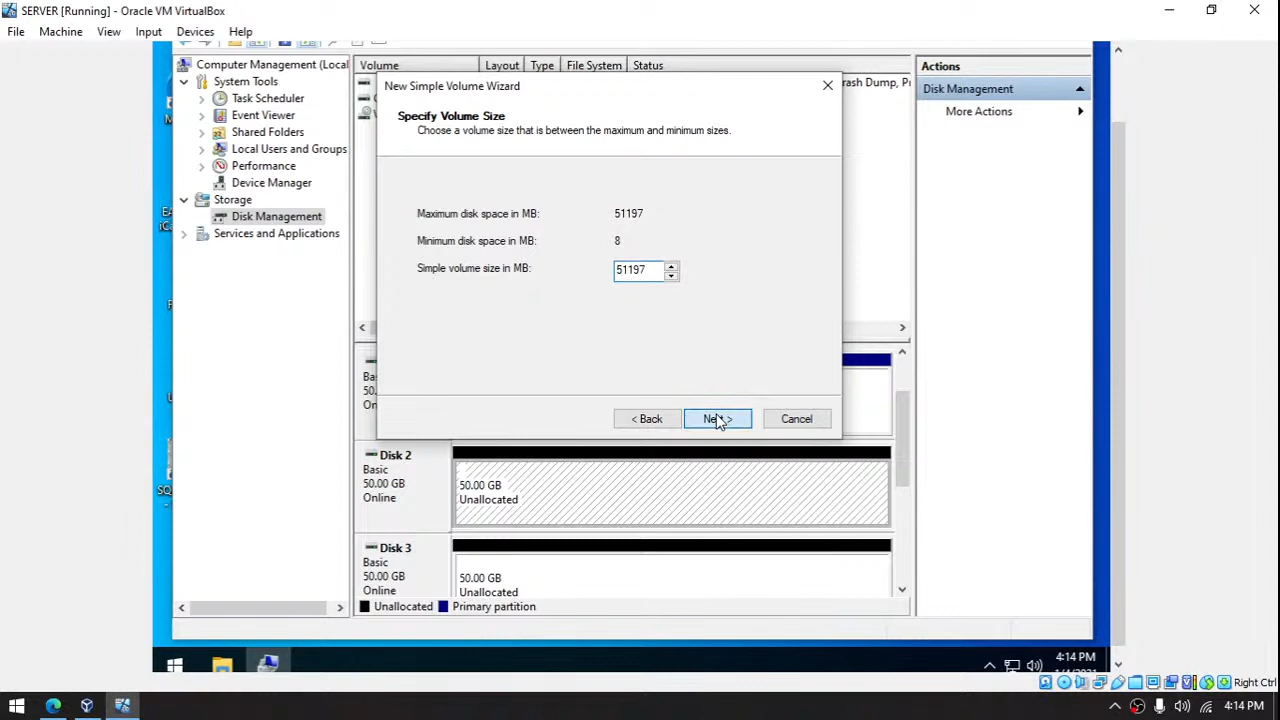 SERVER [Running] - Oracle VM VirtualBox
File Machine View Input Devices Help
Computer Management (Local
System Tools
Task Scheduler
Event Viewer
Shared Folders
Local Users and Groups
Performance
Device Manager
Storage
Disk Management
Services and Applications
Volume Layout Type File System Status
rash Dump, Pr
New Simple Volume Wizard
Specify Volume Size
Choose a volume size that is between the maximum and minimum sizes.
Maximum disk space in MB: 51197
Minimum disk space in MB: 8
Simple volume size in MB: 51197
< Back Next > Cancel
Actions
Disk Management
More Actions
Ba
50.
On
Disk 2
Basic
50.00 GB
Online
50.00 GB
Unallocated
Disk 3
Basic
50.00 GB
Online
50.00 GB
Unallocated
Unallocated Primary partition
4:14 PM
Right Ctrl
4:14 PM